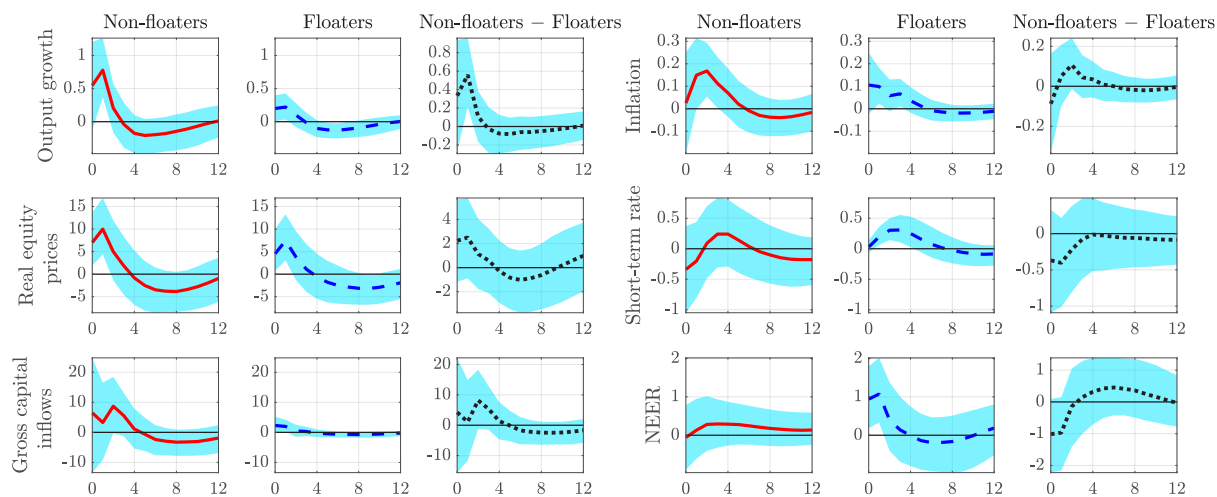 Non-floaters Floaters Non-floaters − Floaters Non-floaters Floaters Non-floaters − Floaters
Output growth
1
0.5
0
0 4 8 12
1
0.5
0
0 4 8 12
0.8
0.6
0.4
0.2
0
-0.2
0 4 8 12
Inflation
0.3
0.2
0.1
0
-0.1
0 4 8 12
0.3
0.2
0.1
0
-0.1
0 4 8 12
0.2
0
-0.2
0 4 8 12
Real equity
prices
15
10
5
0
-5
0 4 8 12
15
10
5
0
-5
0 4 8 12
4
2
0
-2
0 4 8 12
Short-term rate
0.5
0
-0.5
-1
0 4 8 12
0.5
0
-0.5
-1
0 4 8 12
0
-0.5
-1
0 4 8 12
Gross capital
inflows
20
10
0
-10
0 4 8 12
20
10
0
-10
0 4 8 12
20
10
0
-10
0 4 8 12
NEER
2
1
0
0 4 8 12
2
1
0
0 4 8 12
1
0
-1
-2
0 4 8 12